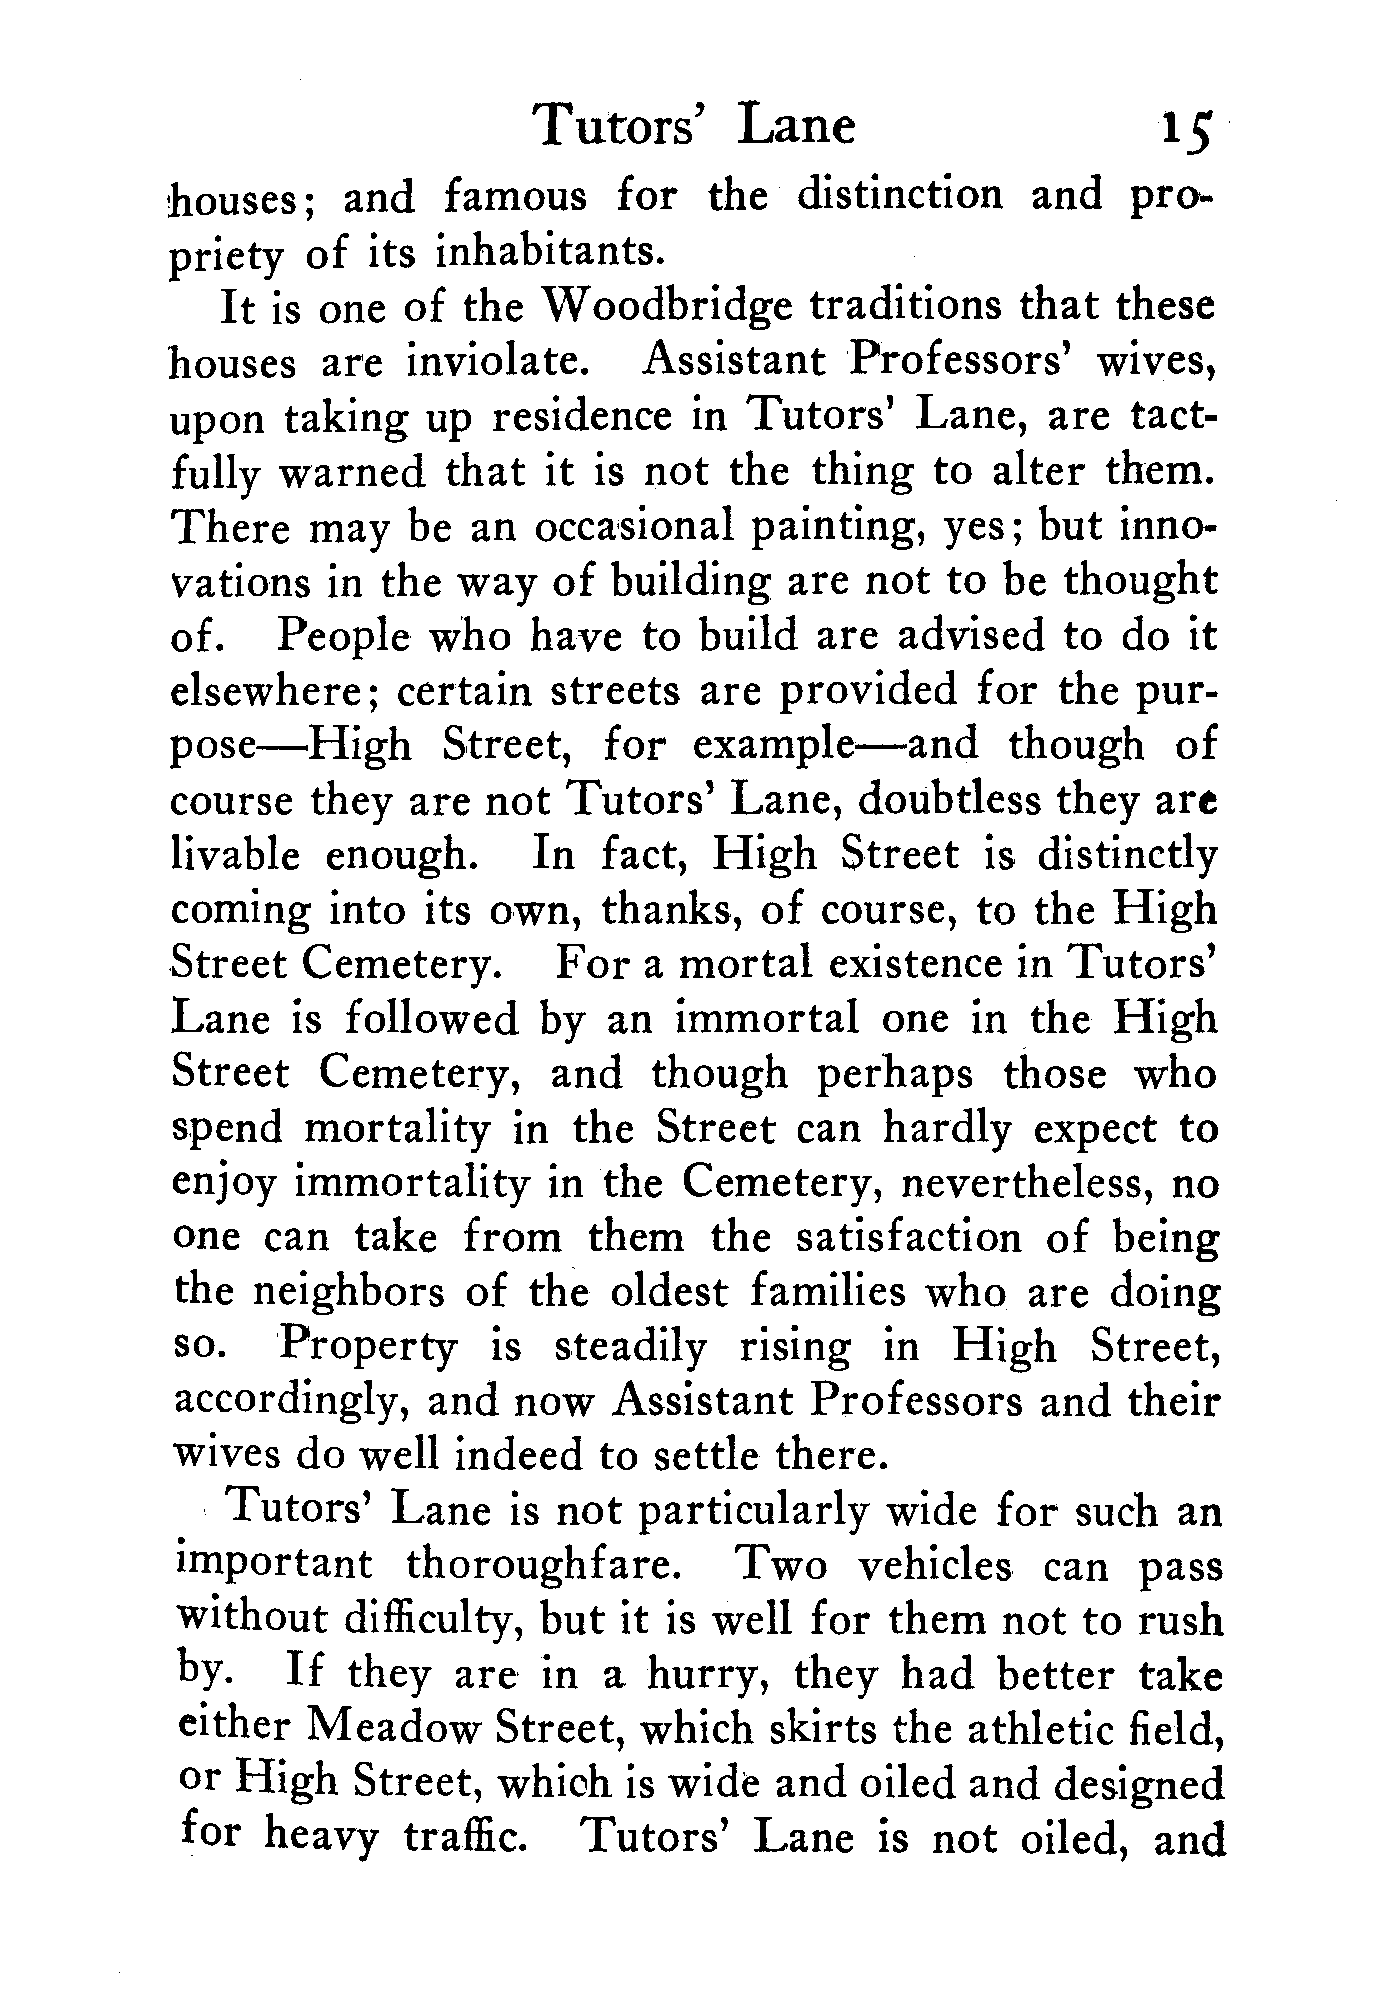 Tutors' Lane 15
houses; and famous for the distinction and pro-
priety of its inhabitants.
It is one of the Woodbridge traditions that these
houses are inviolate. Assistant Professors' wives,
upon taking up residence in Tutors' Lane, are tact-
fully warned that it is not the thing to alter them.
There may be an occasional painting, yes; but inno-
vations in the way of building are not to be thought
of. People who have to build are advised to do it
elsewhere; certain streets are provided for the pur-
pose—High Street, for example—and though of
course they are not Tutors' Lane, doubtless they are
livable enough. In fact, High Street is distinctly
coming into its own, thanks, of course, to the High
Street Cemetery. For a mortal existence in Tutors'
Lane is followed by an immortal one in the High
Street Cemetery, and though perhaps those who
spend mortality in the Street can hardly expect to
enjoy immortality in the Cemetery, nevertheless, no
one can take from them the satisfaction of being
the neighbors of the oldest families who are doing
so. Property is steadily rising in High Street,
accordingly, and now Assistant Professors and their
wives do well indeed to settle there.
Tutors' Lane is not particularly wide for such an
important thoroughfare. Two vehicles can pass
without difficulty, but it is well for them not to rush
by. If they are in a hurry, they had better take
either Meadow Street, which skirts the athletic field,
or High Street, which is wide and oiled and designed
for heavy traffic. Tutors' Lane is not oiled, and